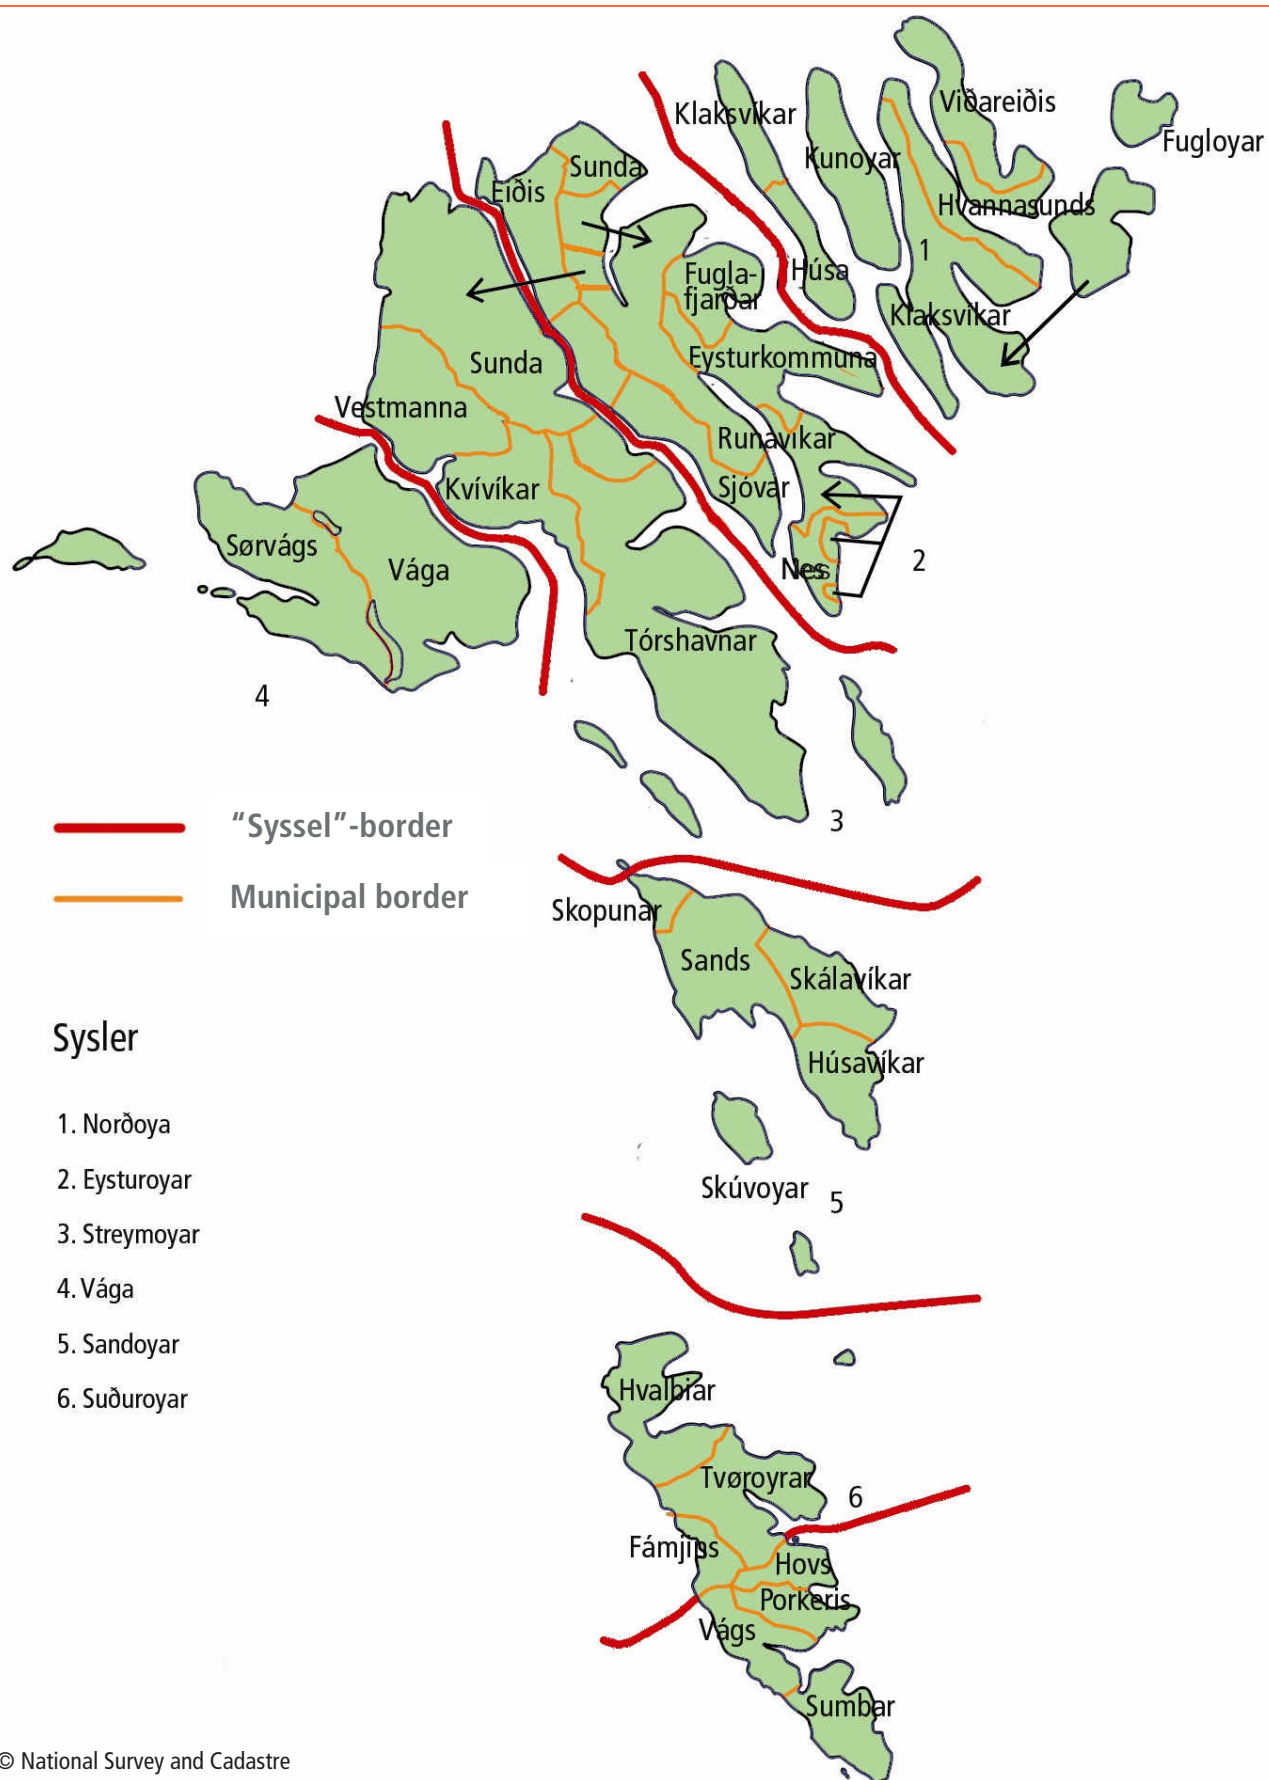 Viðareiðis
Klaksvíkar
Fugloyar
Kunoyar
Sunda
Eiðis
Hvannasunds
1
Húsa
Fugla-
fjarðar
Klaksvíkar
Eysturkommuna
Sunda
Vestmanna
Runavíkar
Sjóvar
Kvívíkar
Sørvágs
2
Vága
Nes
Tórshavnar
4
3
“Syssel”-border
Municipal border
Skopunar
Sands
Skálavíkar
Sysler
Húsavíkar
1. Norðoya
2. Eysturoyar
Skúvoyar
5
3. Streymoyar
4. Vága
5. Sandoyar
6. Suðuroyar
Hvalbiar
Tvøroyrar
6
Fámjins
Hovs
Porkeris
Vágs
Sumbar
© National Survey and Cadastre